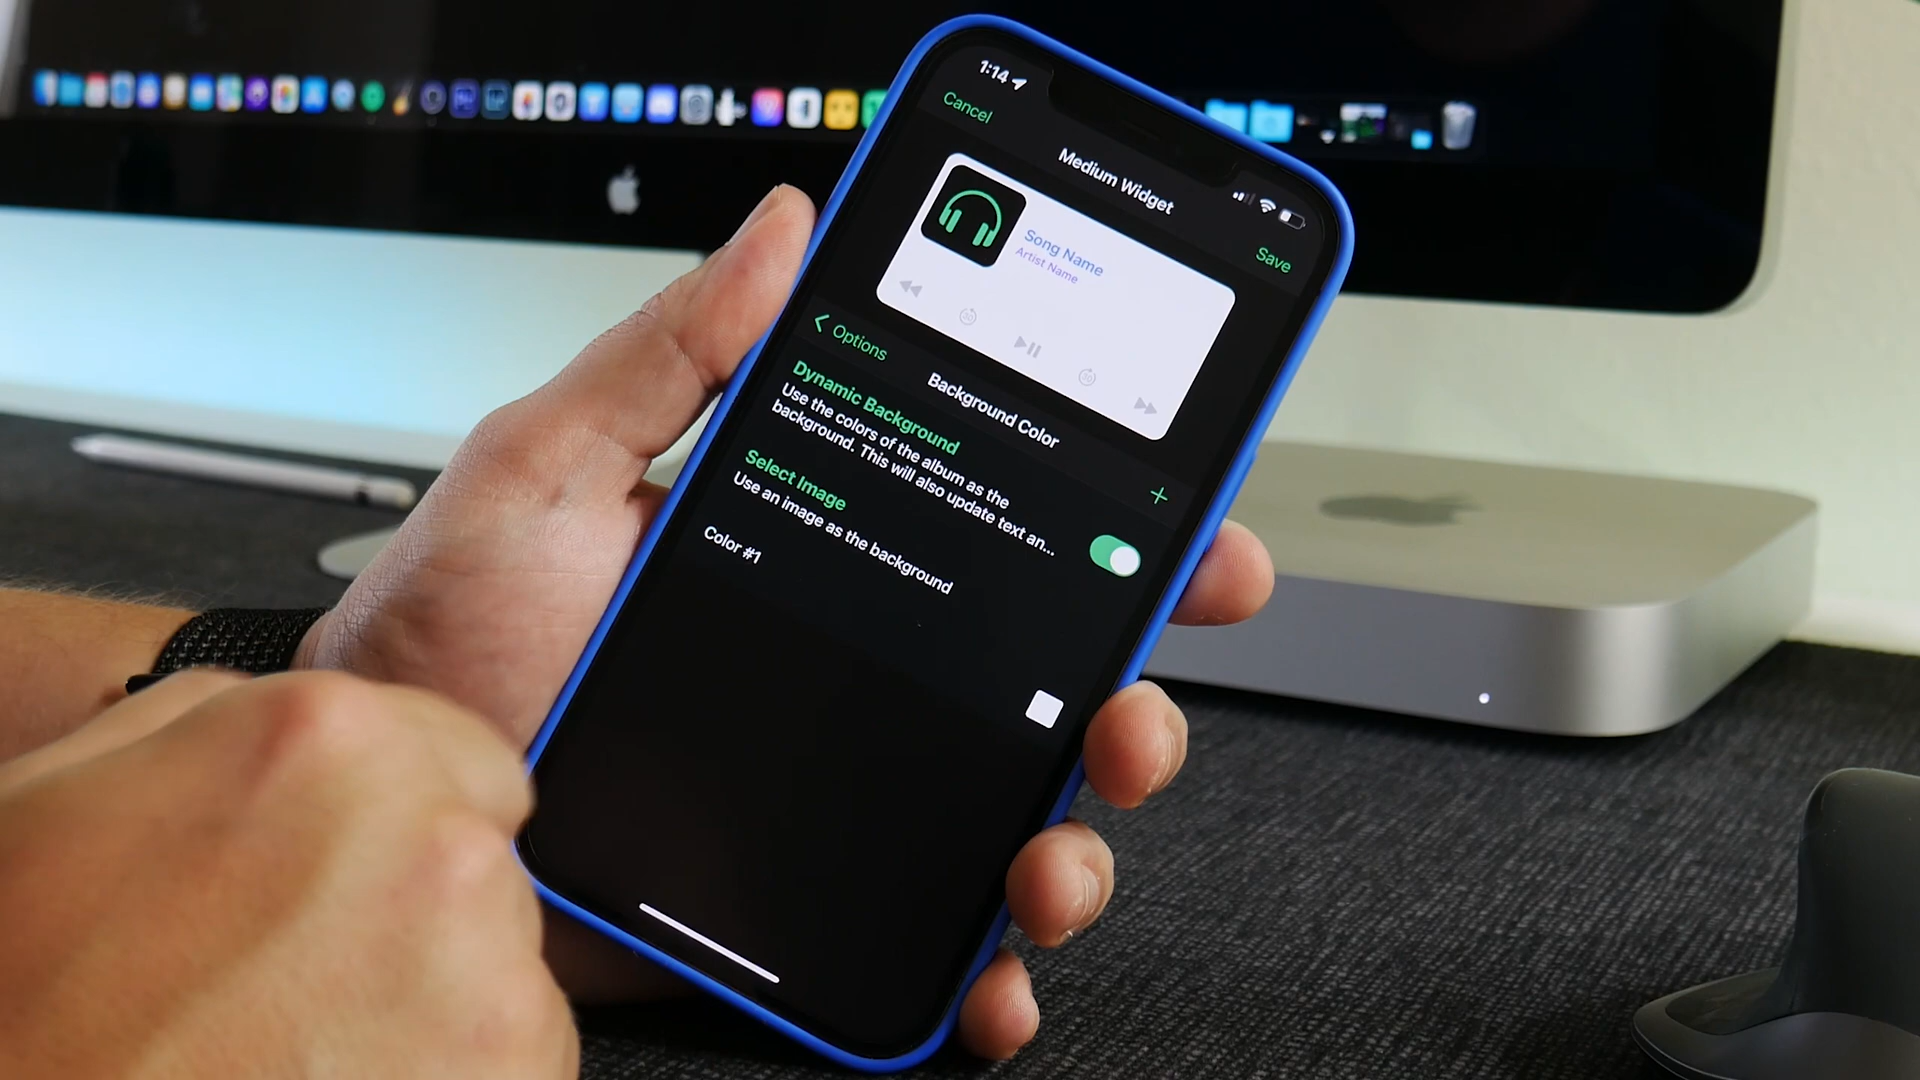 1:14
Cancel
Medium Widget
Save
Song Name
Artist Name
30
30
Options
Background Color
Dynamic Background
Use the colors of the album as the
background. This will also update text an...
Select Image
Use an image as the background
Color #1